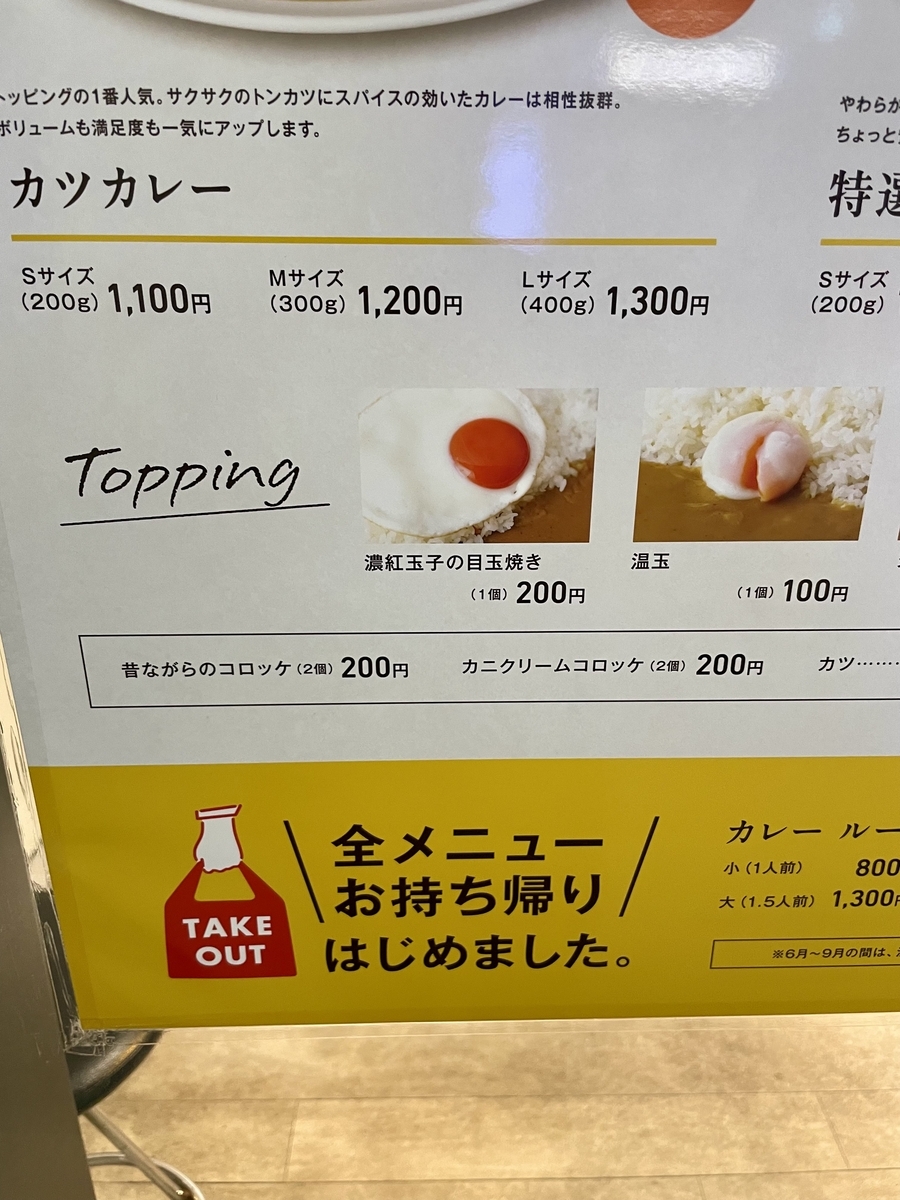 トッピングの1番人気。サクサクのトンカツにスパイスの効いたカレーは相性抜群。
ボリュームも満足度も一気にアップします。
カツカレー
Sサイズ (200g) 1,100円 Mサイズ (300g) 1,200円 Lサイズ (400g) 1,300円
やわらか
ちょっと
特選
Sサイズ
(200g)
Topping
濃紅玉子の目玉焼き
(1個) 200円
温玉
(1個) 100円
昔ながらのコロッケ (2個) 200円 カニクリームコロッケ (2個) 200円 カツ……
TAKE
OUT
全メニュー
お持ち帰り
はじめました。
カレー ルー
小 (1人前) 800
大 (1.5人前) 1,300円
※6月〜9月の間は、